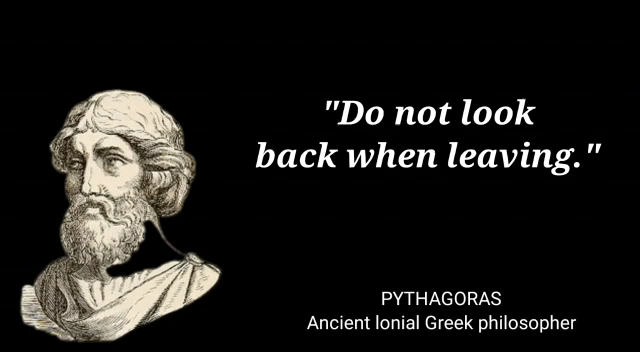 "Do not look
back when leaving."
PYTHAGORAS
Ancient lonial Greek philosopher